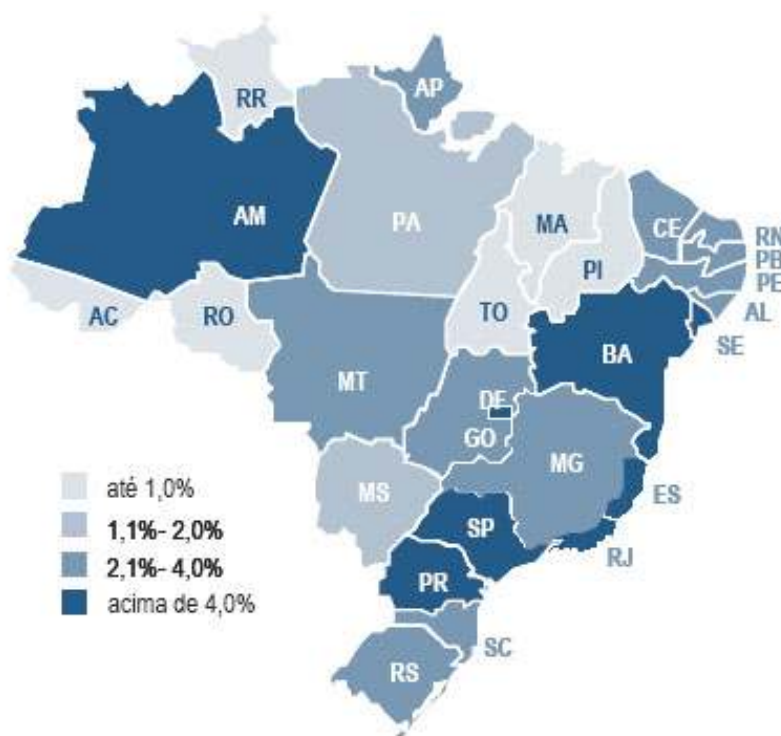 RR
AP
AM
PA
MA
CE
RN
PB
PI
PE
AC
RO
TO
AL
SE
BA
MT
DF
GO
MG
MS
ES
SP
RJ
PR
SC
RS
até 1,0%
1,1%- 2,0%
2,1%- 4,0%
acima de 4,0%